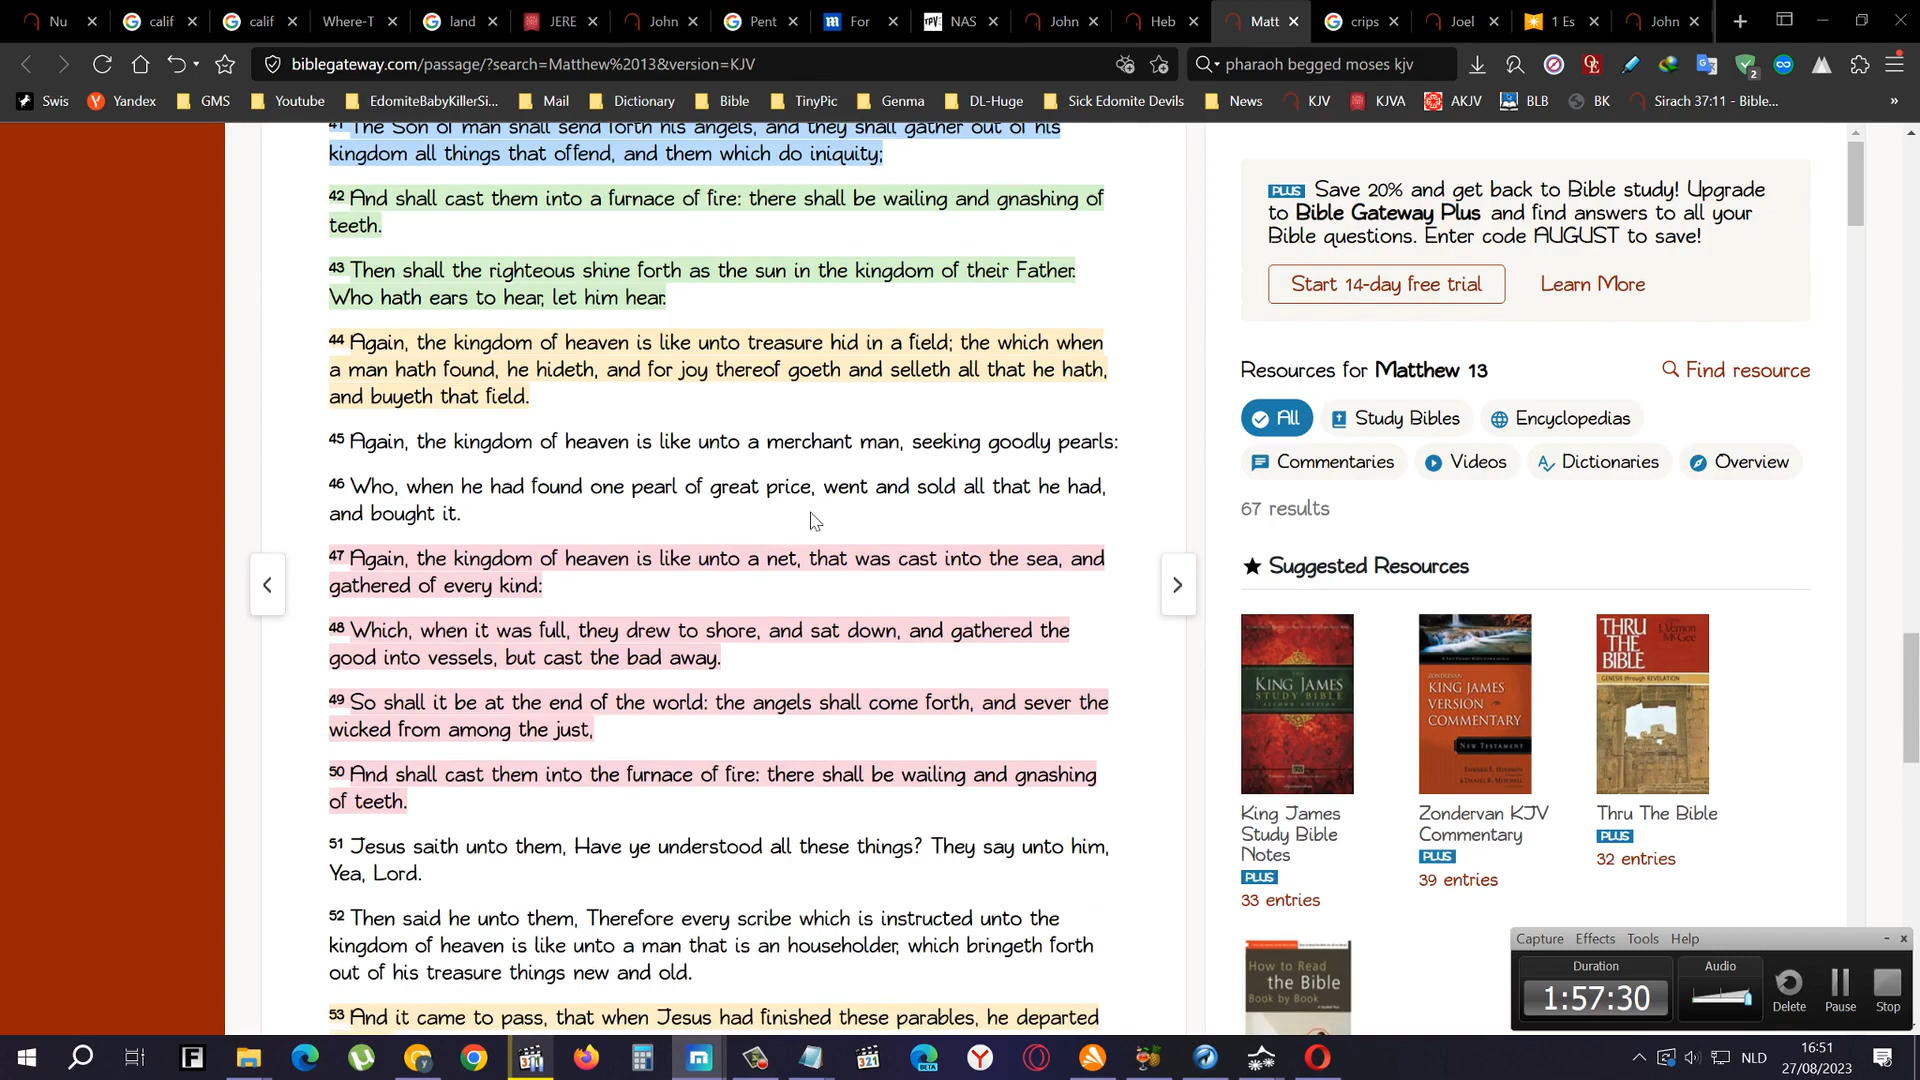 Nu
calif
calif
Where-T
land
JERE
John
Pent
For
NAS
John
Heb
Matt
crips
Joel
1 Es
John
biblegateway.com/passage/?search=Matthew%2013&version=KJV
pharaoh begged moses kjv
2
Swis
Yandex
GMS
Youtube
EdomiteBabyKillerSi...
Mail
Dictionary
Bible
TinyPic
Genma
DL-Huge
Sick Edomite Devils
News
KJV
KJVA
AKJV
BLB
BK
Sirach 37:11 - Bible...
41 The Son of man shall send forth his angels, and they shall gather out of his
kingdom all things that offend, and them which do iniquity;
42 And shall cast them into a furnace of fire: there shall be wailing and gnashing of
teeth.
43 Then shall the righteous shine forth as the sun in the kingdom of their Father.
Who hath ears to hear, let him hear.
44 Again, the kingdom of heaven is like unto treasure hid in a field; the which when
a man hath found, he hideth, and for joy thereof goeth and selleth all that he hath,
and buyeth that field.
45 Again, the kingdom of heaven is like unto a merchant man, seeking goodly pearls:
46 Who, when he had found one pearl of great price, went and sold all that he had,
and bought it.
47 Again, the kingdom of heaven is like unto a net, that was cast into the sea, and
gathered of every kind:
48 Which, when it was full, they drew to shore, and sat down, and gathered the
good into vessels, but cast the bad away.
49 So shall it be at the end of the world: the angels shall come forth, and sever the
wicked from among the just,
50 And shall cast them into the furnace of fire: there shall be wailing and gnashing
of teeth.
51 Jesus saith unto them, Have ye understood all these things? They say unto him,
Yea, Lord.
52 Then said he unto them, Therefore every scribe which is instructed unto the
kingdom of heaven is like unto a man that is an householder, which bringeth forth
out of his treasure things new and old.
53 And it came to pass, that when Jesus had finished these parables, he departed
PLUS Save 20% and get back to Bible study! Upgrade
to Bible Gateway Plus and find answers to all your
Bible questions. Enter code AUGUST to save!
Start 14-day free trial
Learn More
Resources for Matthew 13
Find resource
All
Study Bibles
Encyclopedias
Commentaries
Videos
Dictionaries
Overview
67 results
Suggested Resources
KING JAMES
STUDY BIBLE
SECOND EDITION
ZONDERVAN
KING JAMES
VERSION
COMMENTARY
NEW TESTAMENT
THRU
THE
BIBLE
J. Vernon
McGee
GENESIS through REVELATION
King James
Study Bible
Notes
PLUS
33 entries
Zondervan KJV
Commentary
PLUS
39 entries
Thru The Bible
PLUS
32 entries
How to Read
the Bible
Book by Book
Capture
Effects
Tools
Help
Duration
1:57:30
Audio
Delete
Pause
Stop
321
BETA
NLD
16:51
27/08/2023